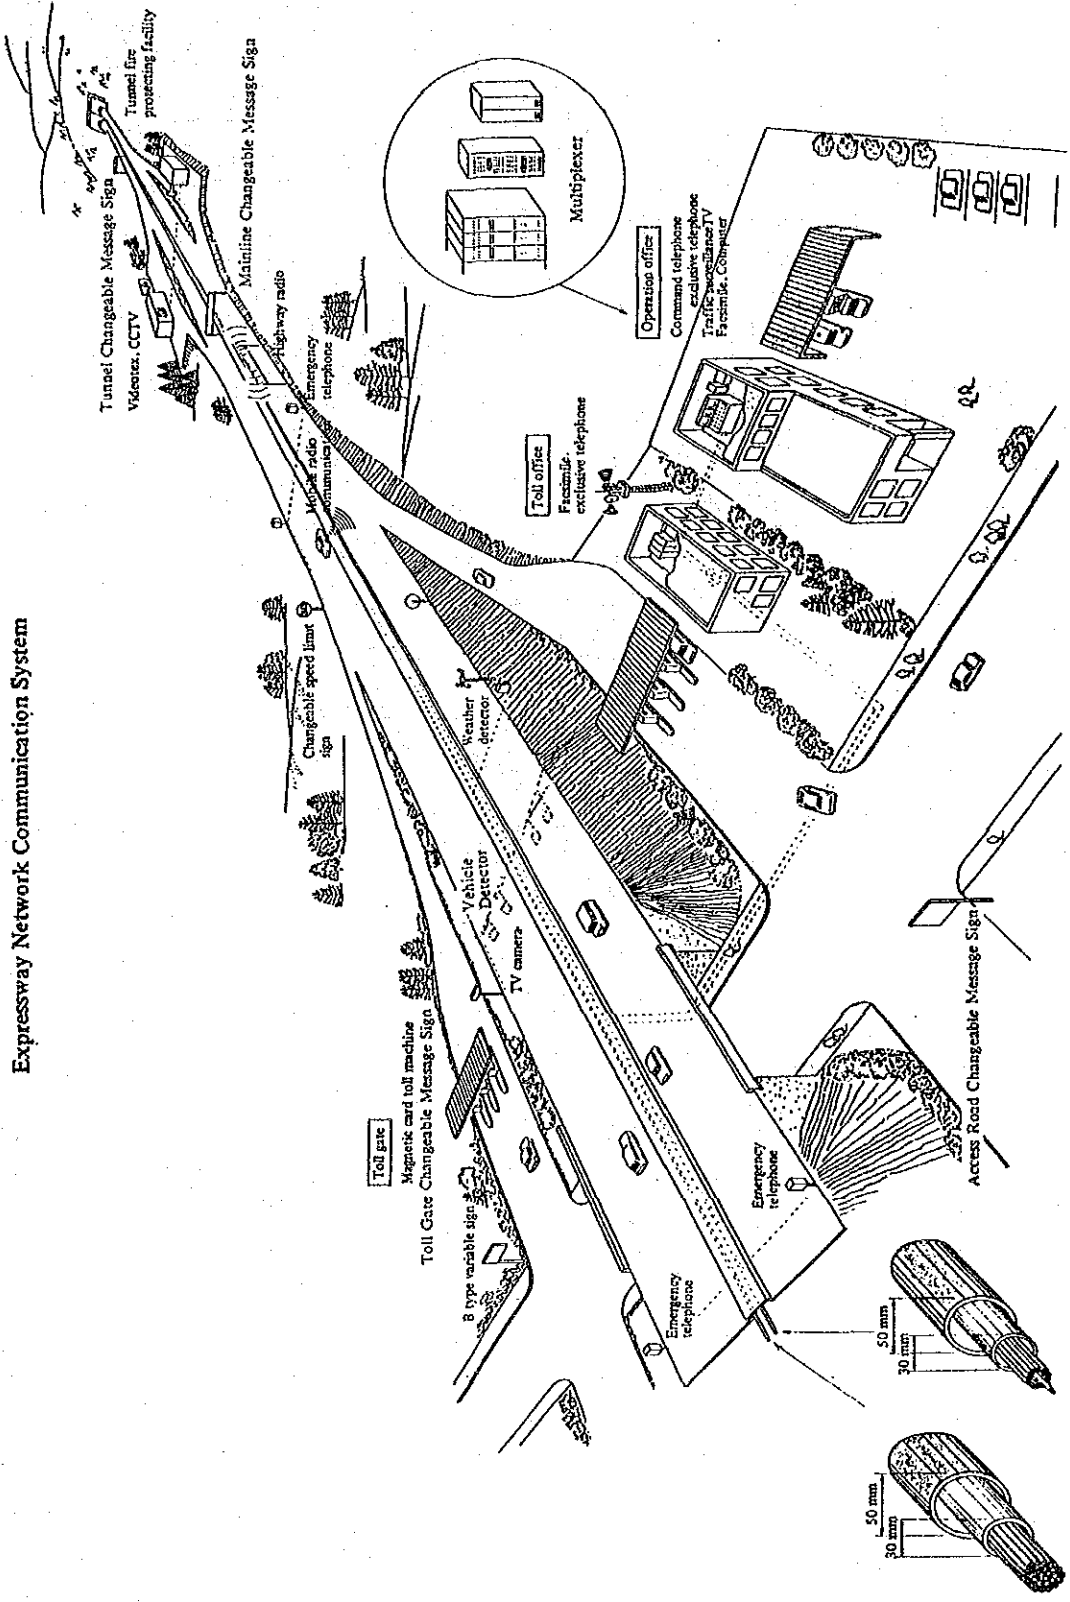 Expressway Network Communication System
Tunnel fire
protecting facility
Tunnel Changeable Message Sign
Videotex. CCTV
Mainline Changeable Message Sign
Highway radio
Emergency
telephone
Mobile radio
Changeable speed limit
sign
Weather
detector
Vehicle
Detector
TV camera
Toll gate
Magnetic card toll machine
Toll Gate Changeable Message Sign
B type variable sign
Multiplexer
Operation office
Command telephone
exclusive telephone
Traffic surveillance TV
Facsimile. Computer
Toll office
Facsimile.
exclusive telephone
Emergency
telephone
Emergency
telephone
Access Road Changeable Message Sign
50 mm
30 mm
50 mm
30 mm